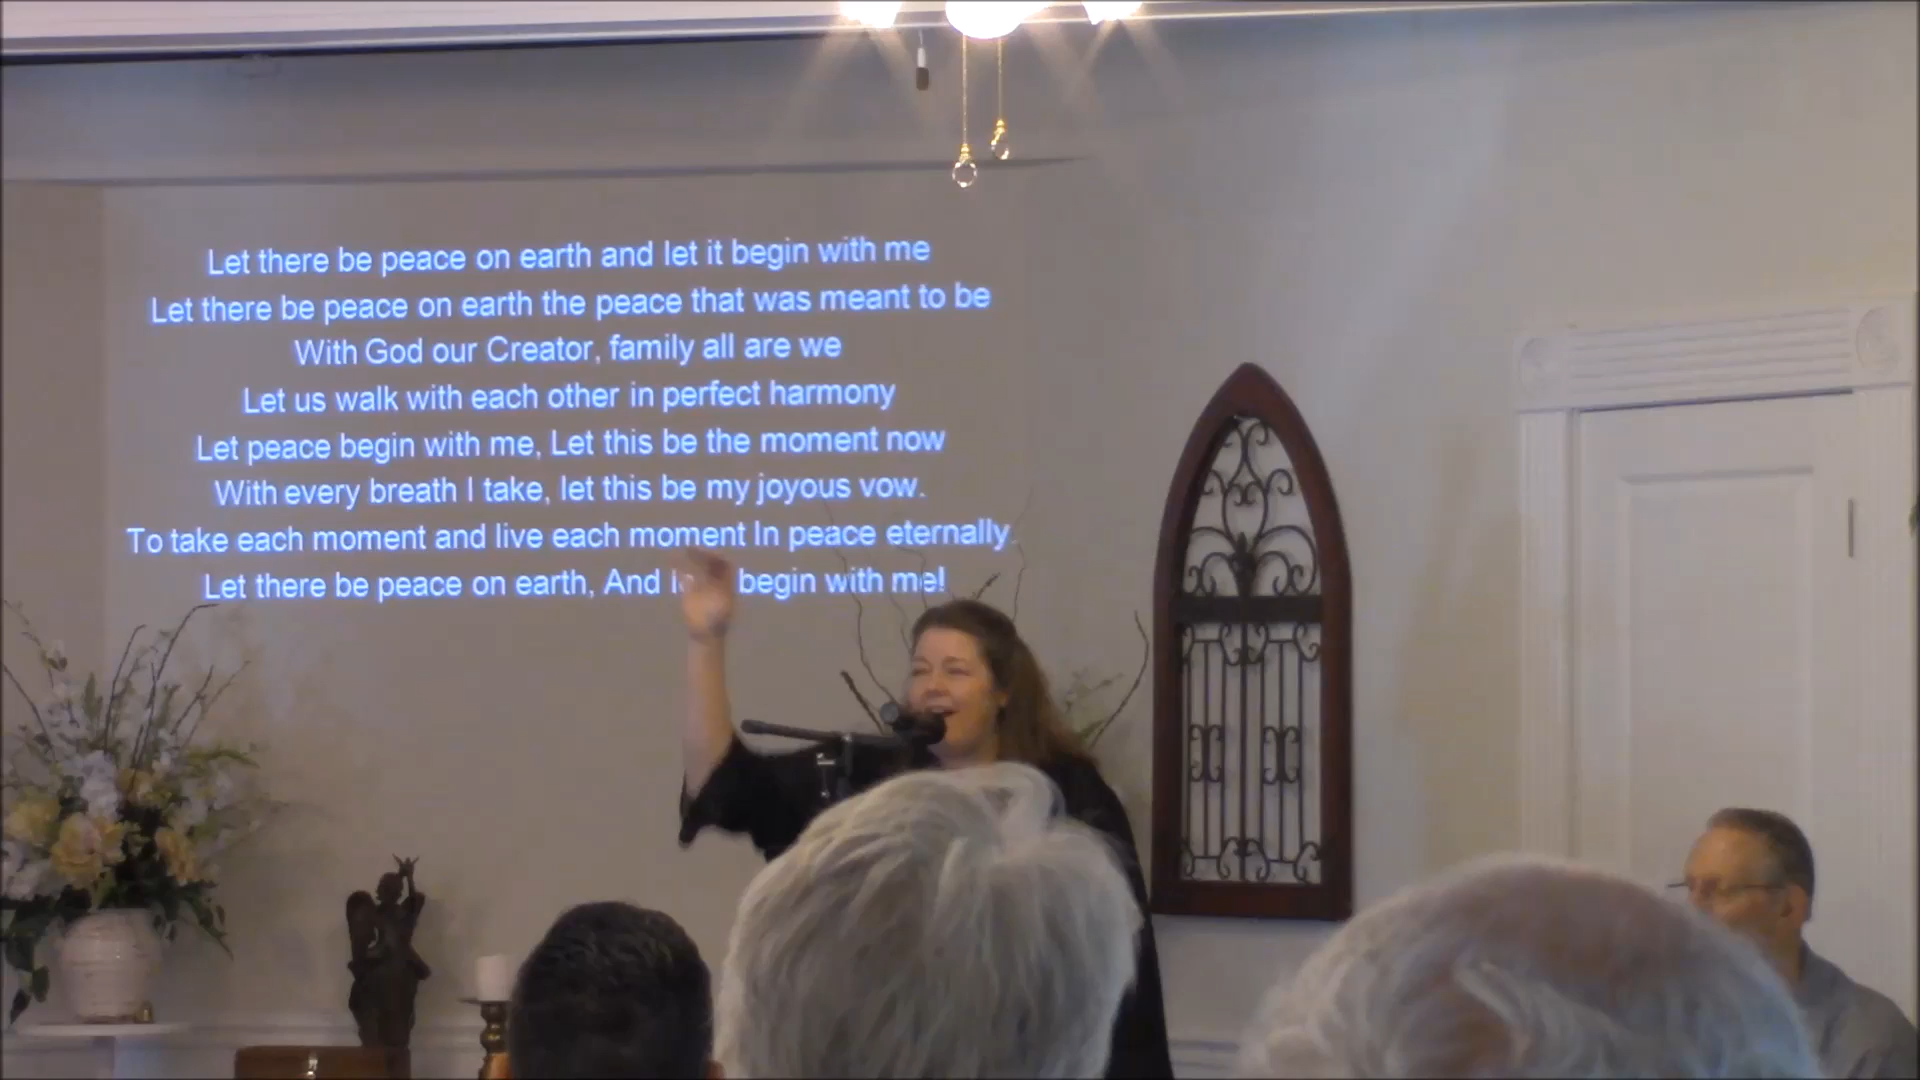 Let there be peace on earth and let it begin with me
Let there be peace on earth the peace that was meant to be
With God our Creator, family all are we
Let us walk with each other in perfect harmony
Let peace begin with me, Let this be the moment now
With every breath I take, let this be my joyous vow.
To take each moment and live each moment In peace eternally.
Let there be peace on earth, And begin with me!